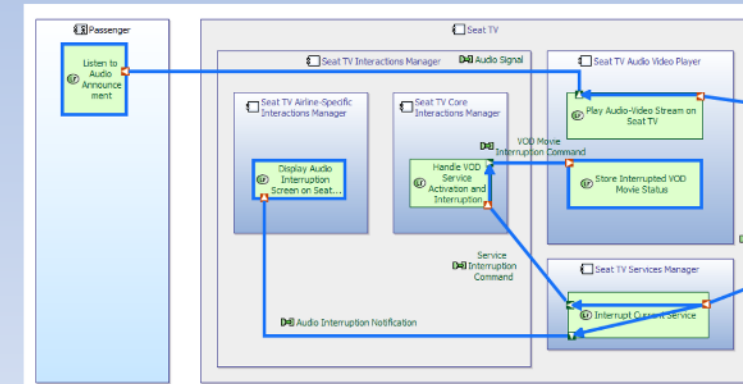 Passenger
Listen to
Audio
Announce
ment
Seat TV
Seat TV Interactions Manager
Audio Signal
Seat TV Airline-Specific
Interactions Manager
Display Audio
Interruption
Screen on Seat...
Seat TV Core
Interactions Manager
VOD Movie
Interruption Command
Handle VOD
Service
Activation and
Interruption
Service
Interruption
Command
Audio Interruption Notification
Seat TV Audio Video Player
Play Audio-Video Stream on
Seat TV
Store Interrupted VOD
Movie Status
Seat TV Services Manager
Interrupt Current Service